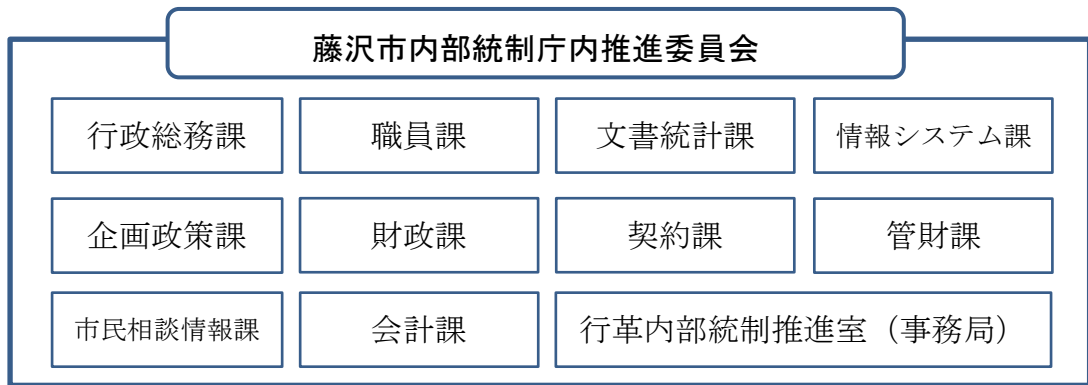 藤沢市内部統制庁内推進委員会
行政総務課
職員課
文書統計課
情報システム課
企画政策課
財政課
契約課
管財課
市民相談情報課
会計課
行革内部統制推進室（事務局）